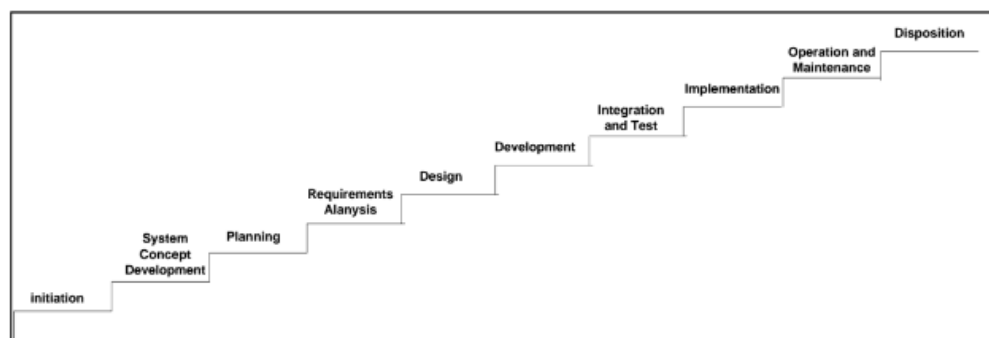 initiation
System
Concept
Development
Planning
Requirements
Alanysis
Design
Development
Integration
and Test
Implementation
Operation and
Maintenance
Disposition